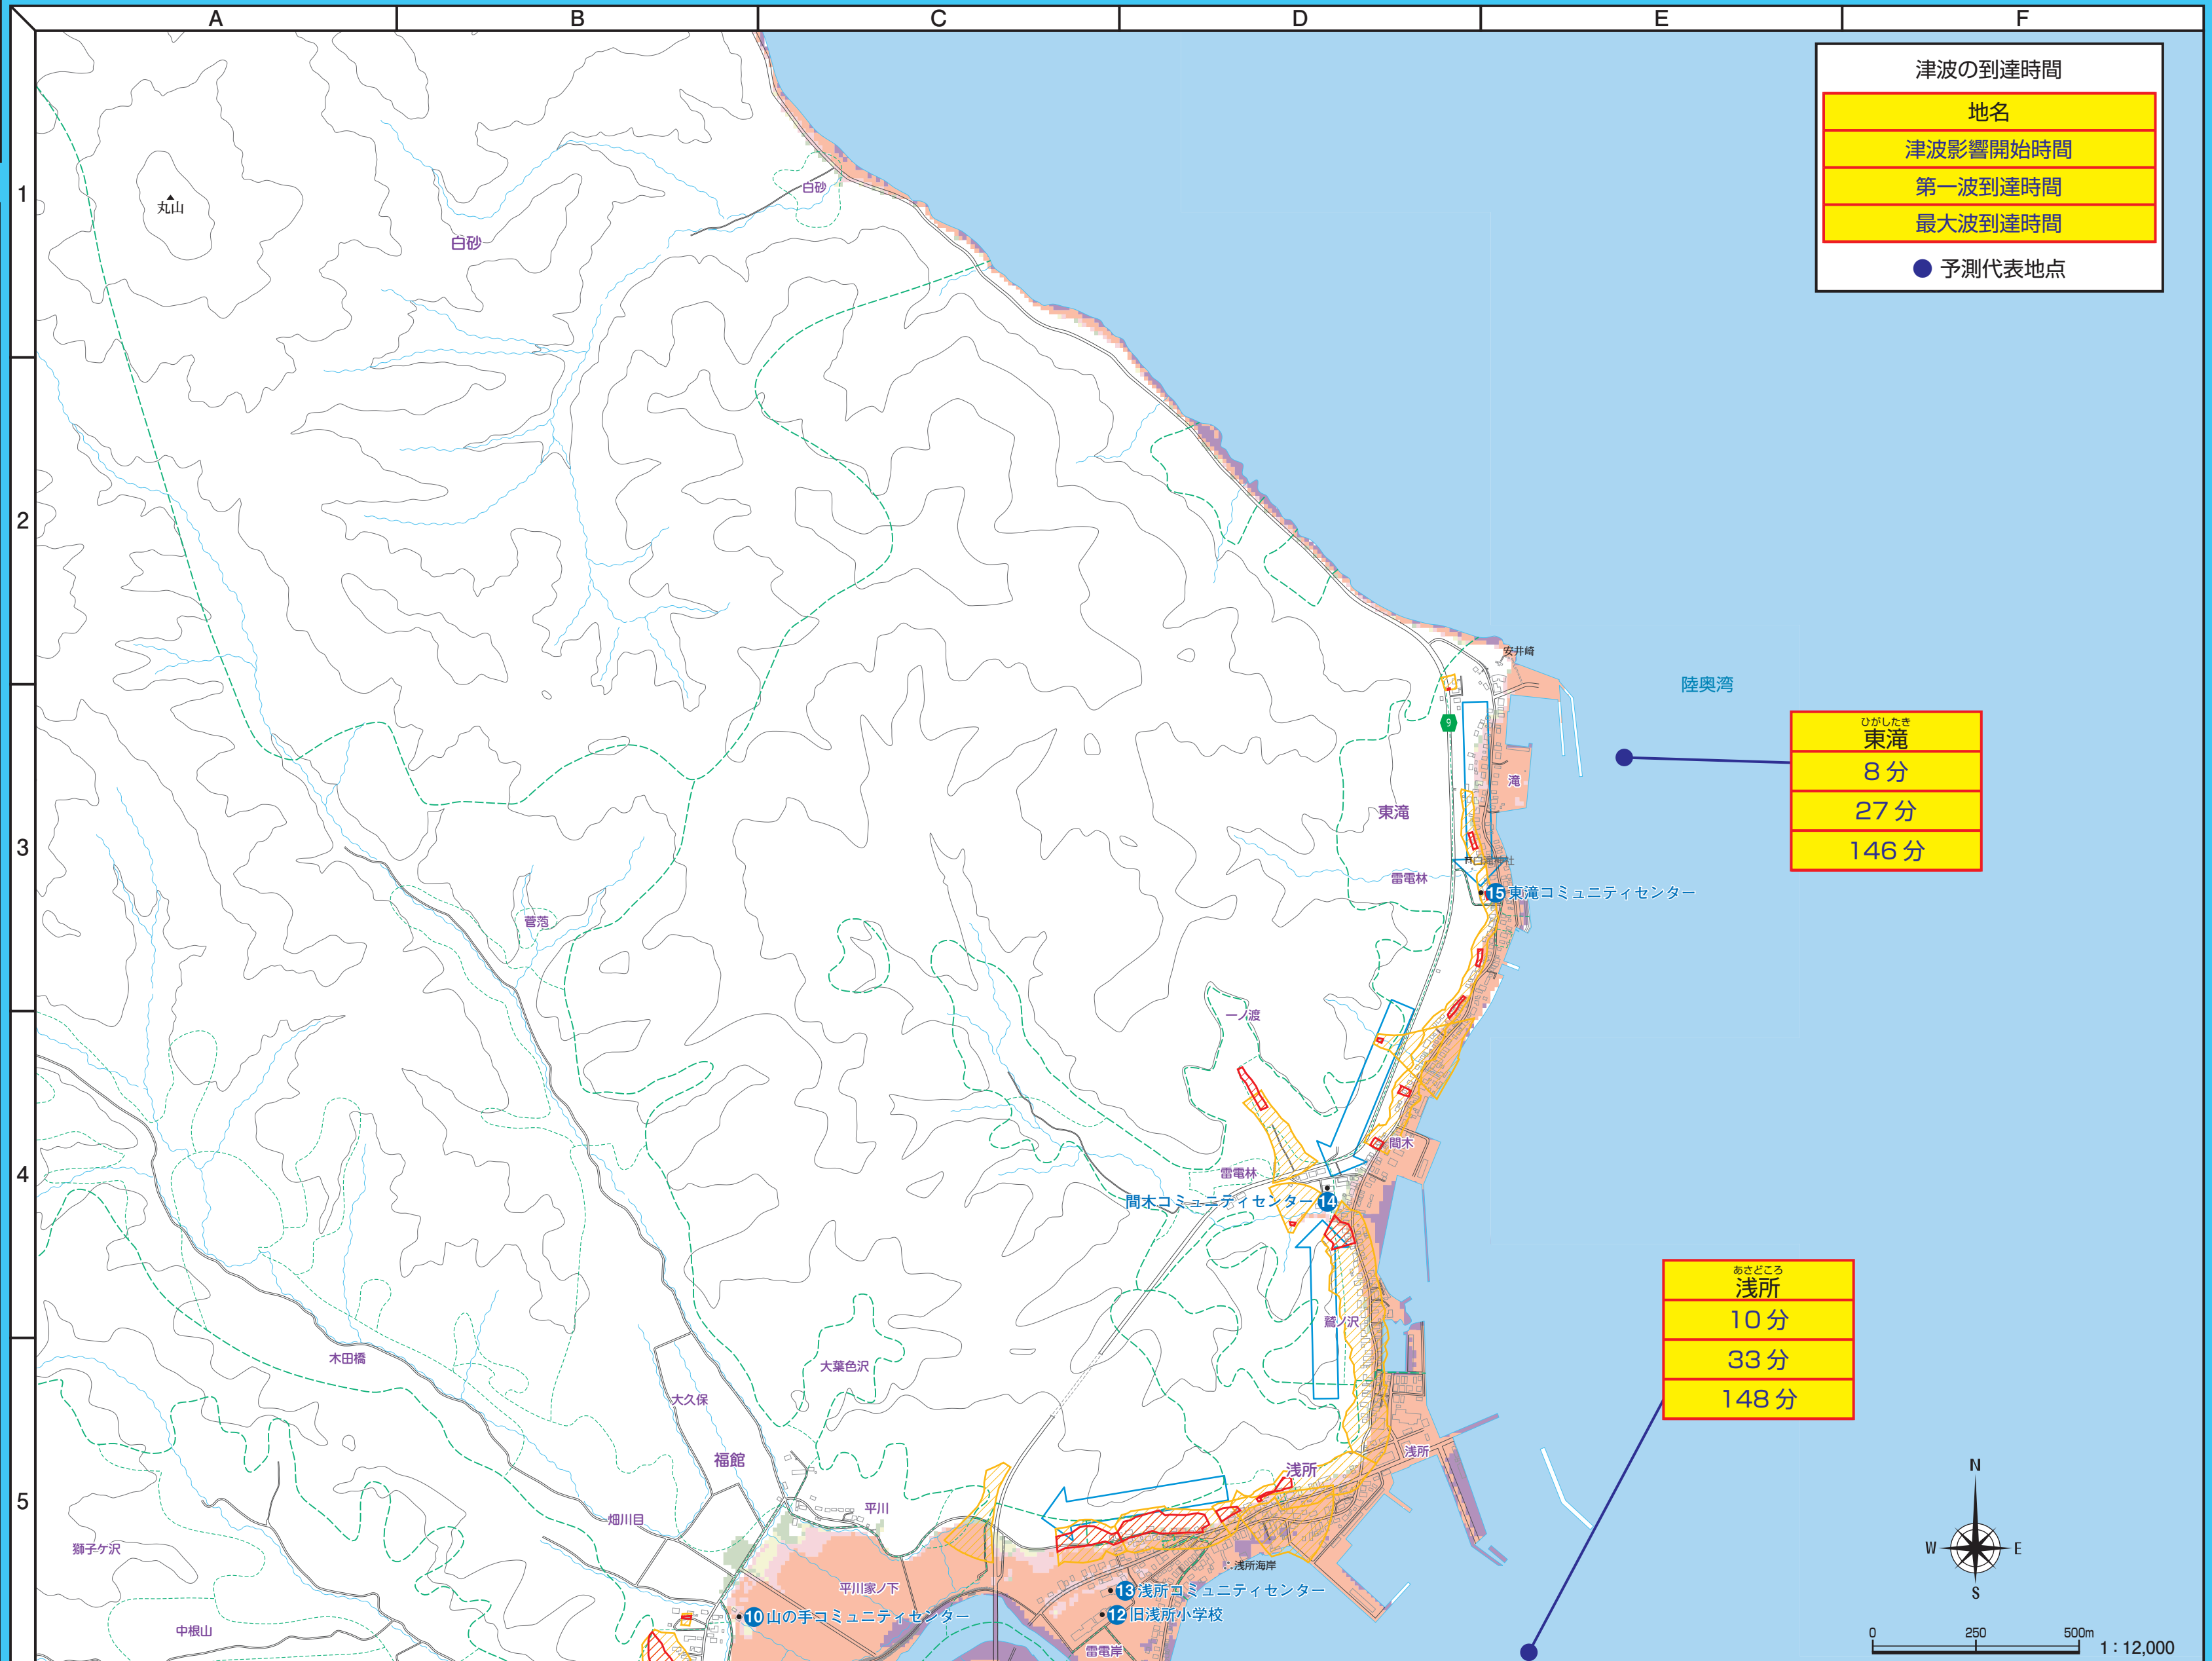 A B C D E F
1
2
3
4
5
津波の到達時間
地名
津波影響開始時間
第一波到達時間
最大波到達時間
予測代表地点
丸山
白砂
白砂
安井崎
陸奥湾
9
ひがしたき
東滝
8分
27分
146分
滝
東滝
白滝神社
雷電林
15 東滝コミュニティセンター
菅落
一ノ渡
間木
雷電林
間木コミュニティセンター 14
あさどころ
浅所
10分
33分
148分
鷲ノ沢
木田橋
大葉色沢
大久保
福館
浅所
浅所
平川
畑川目
獅子ケ沢
浅所海岸
平川家ノ下
13 浅所コミュニティセンター
10 山の手コミュニティセンター
12 旧浅所小学校
中根山
雷電岸
N
W E
S
0 250 500m
1:12,000